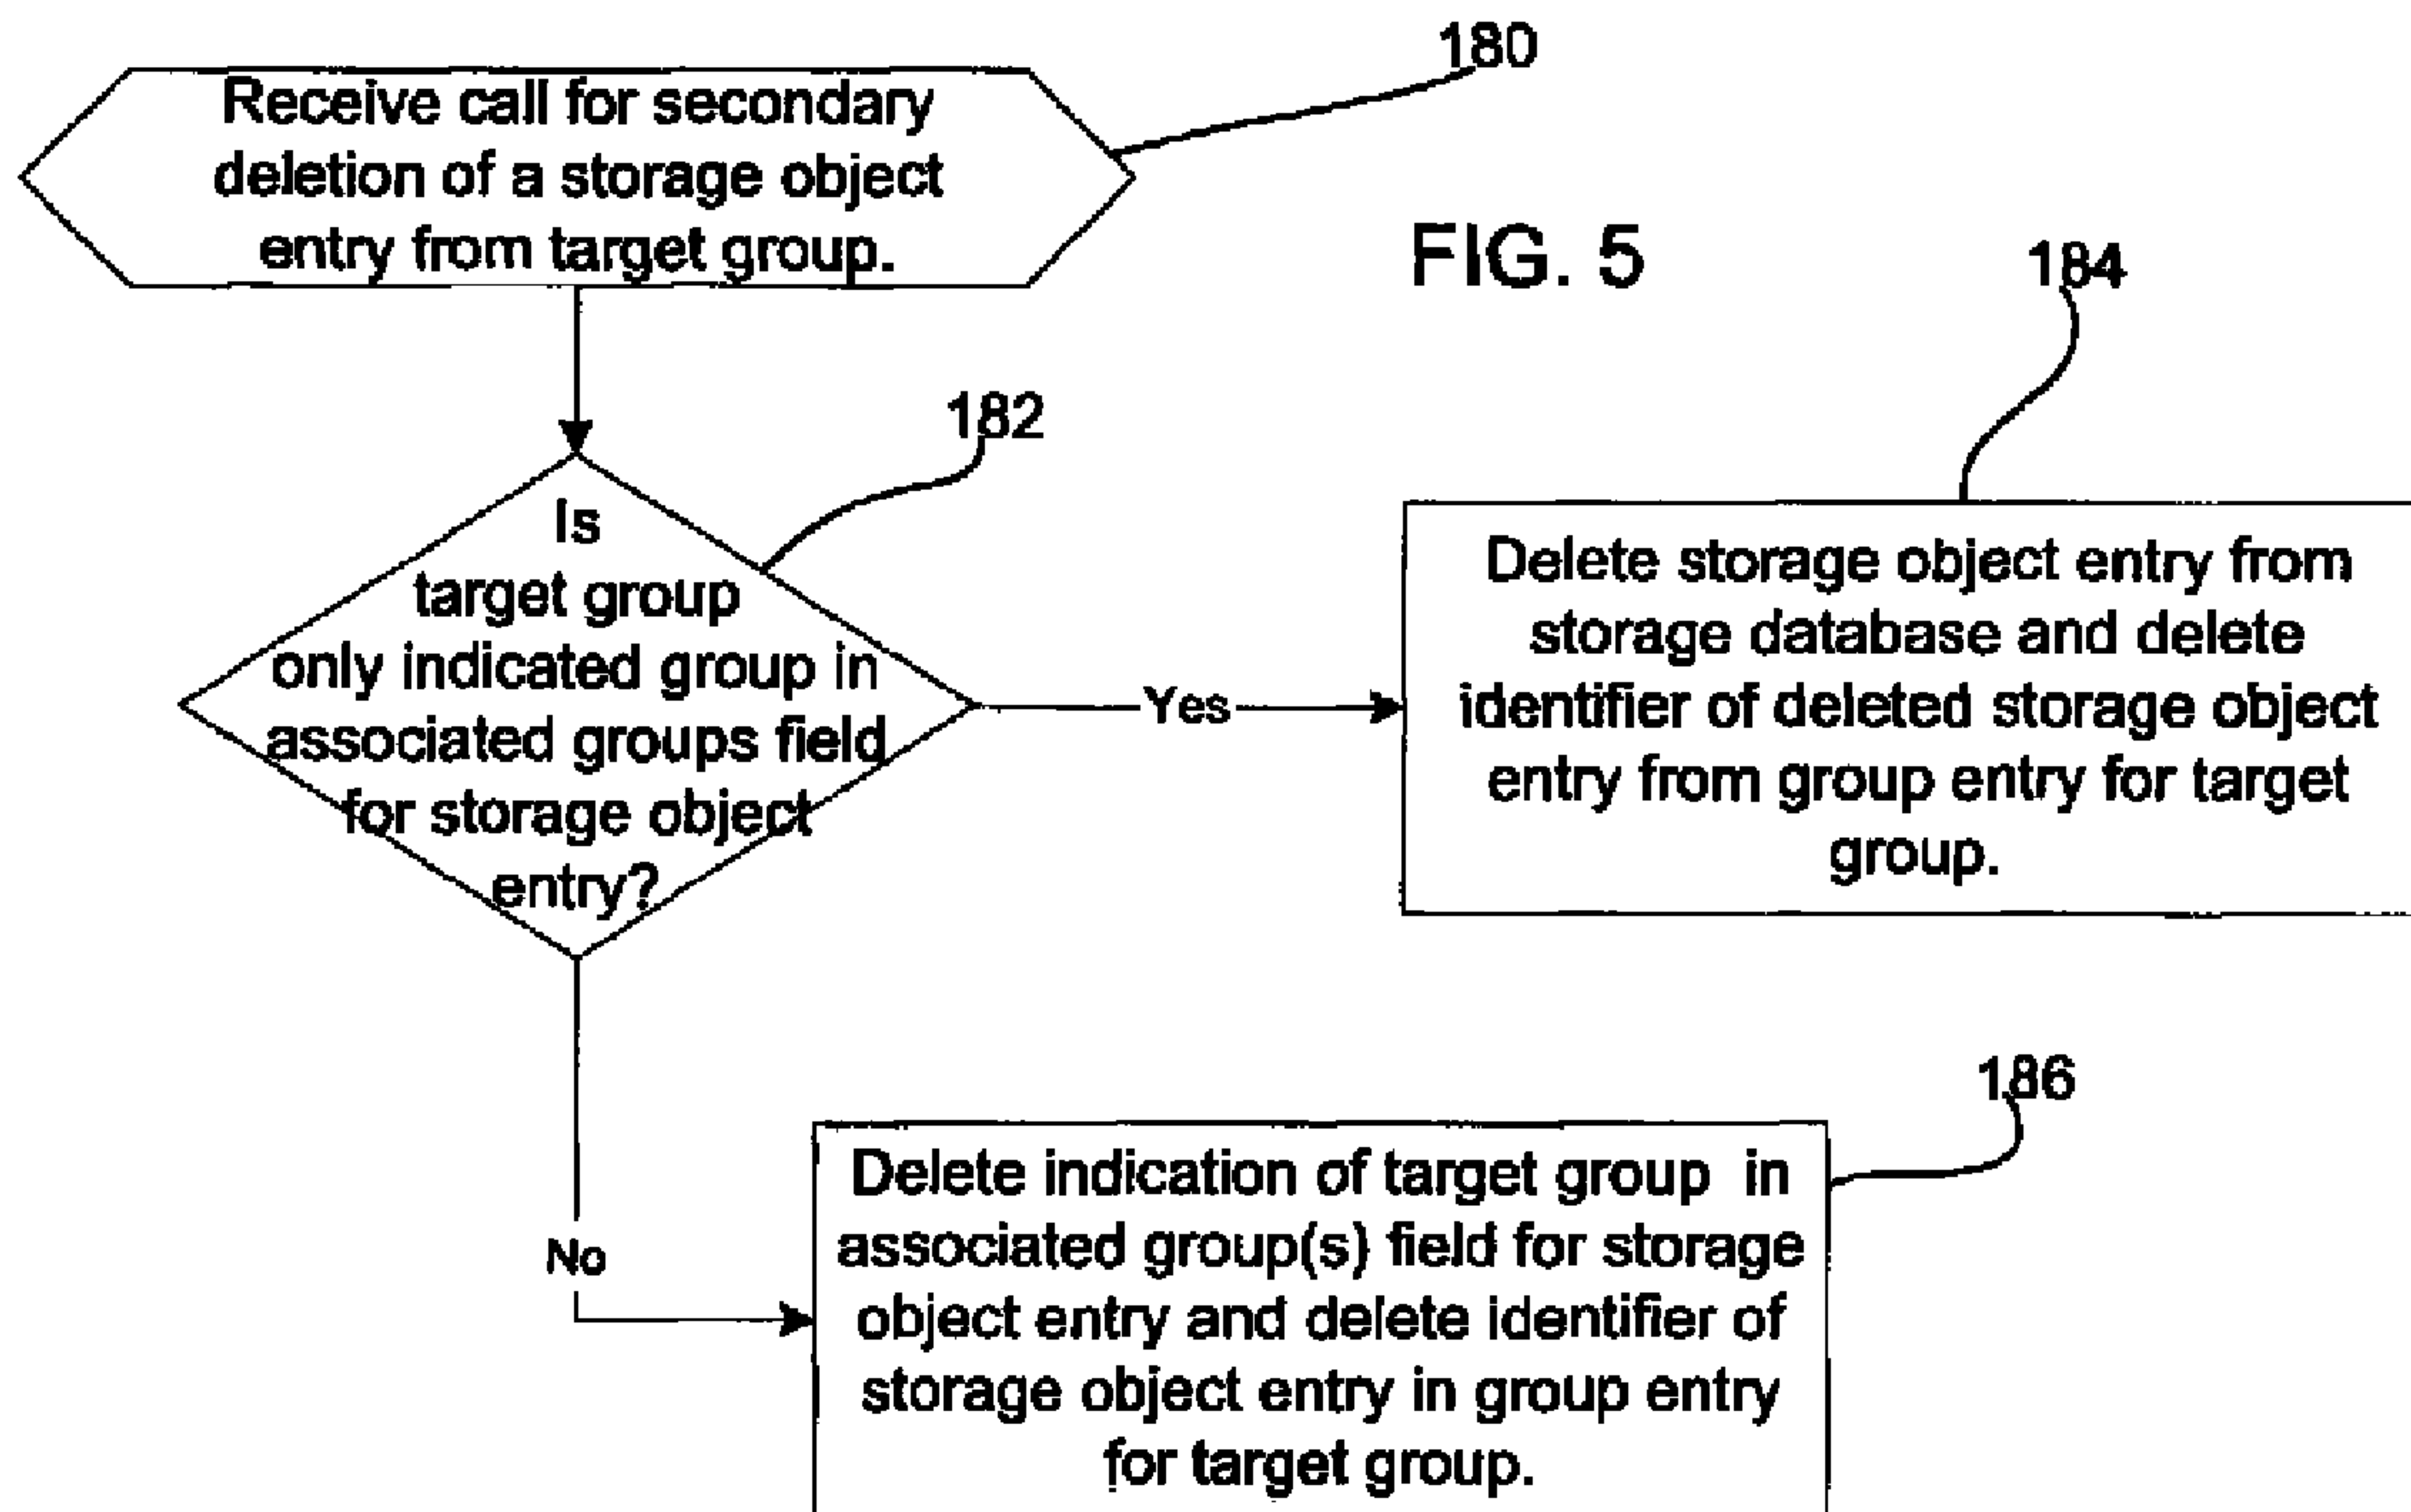 180
Receive call for secondary
deletion of a storage object
entry from target group.
FIG. 5
184
182
Is
target group
only indicated group in
associated groups field
for storage object
entry?
Yes
Delete storage object entry from
storage database and delete
identifier of deleted storage object
entry from group entry for target
group.
186
No
Delete indication of target group in
associated group(s) field for storage
object entry and delete identifier of
storage object entry in group entry
for target group.